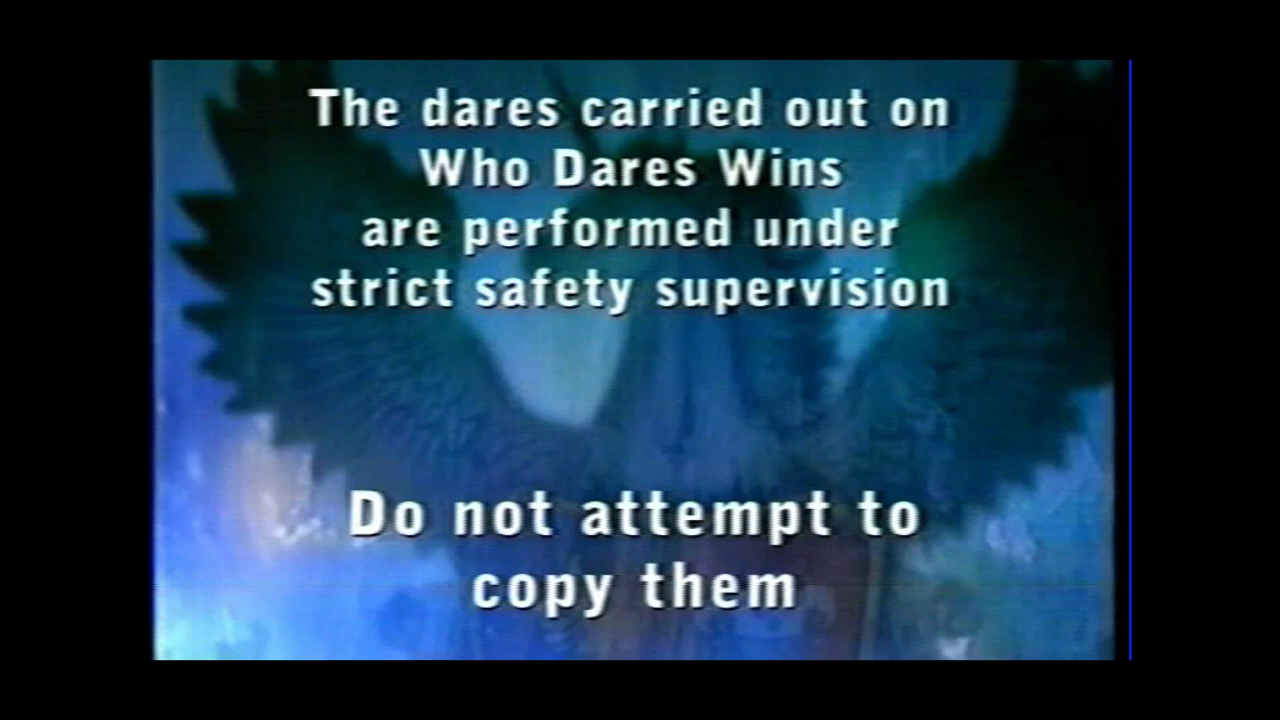 The dares carried out on
Who Dares Wins
are performed under
strict safety supervision
Do not attempt to
copy them